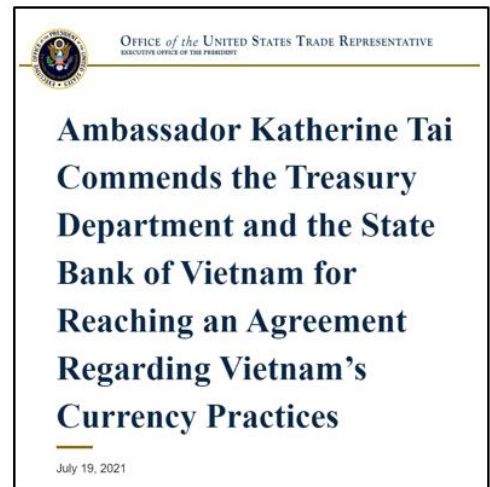 OFFICE of the UNITED STATES TRADE REPRESENTATIVE
EXECUTIVE OFFICE OF THE PRESIDENT
Ambassador Katherine Tai
Commends the Treasury
Department and the State
Bank of Vietnam for
Reaching an Agreement
Regarding Vietnam’s
Currency Practices
July 19, 2021